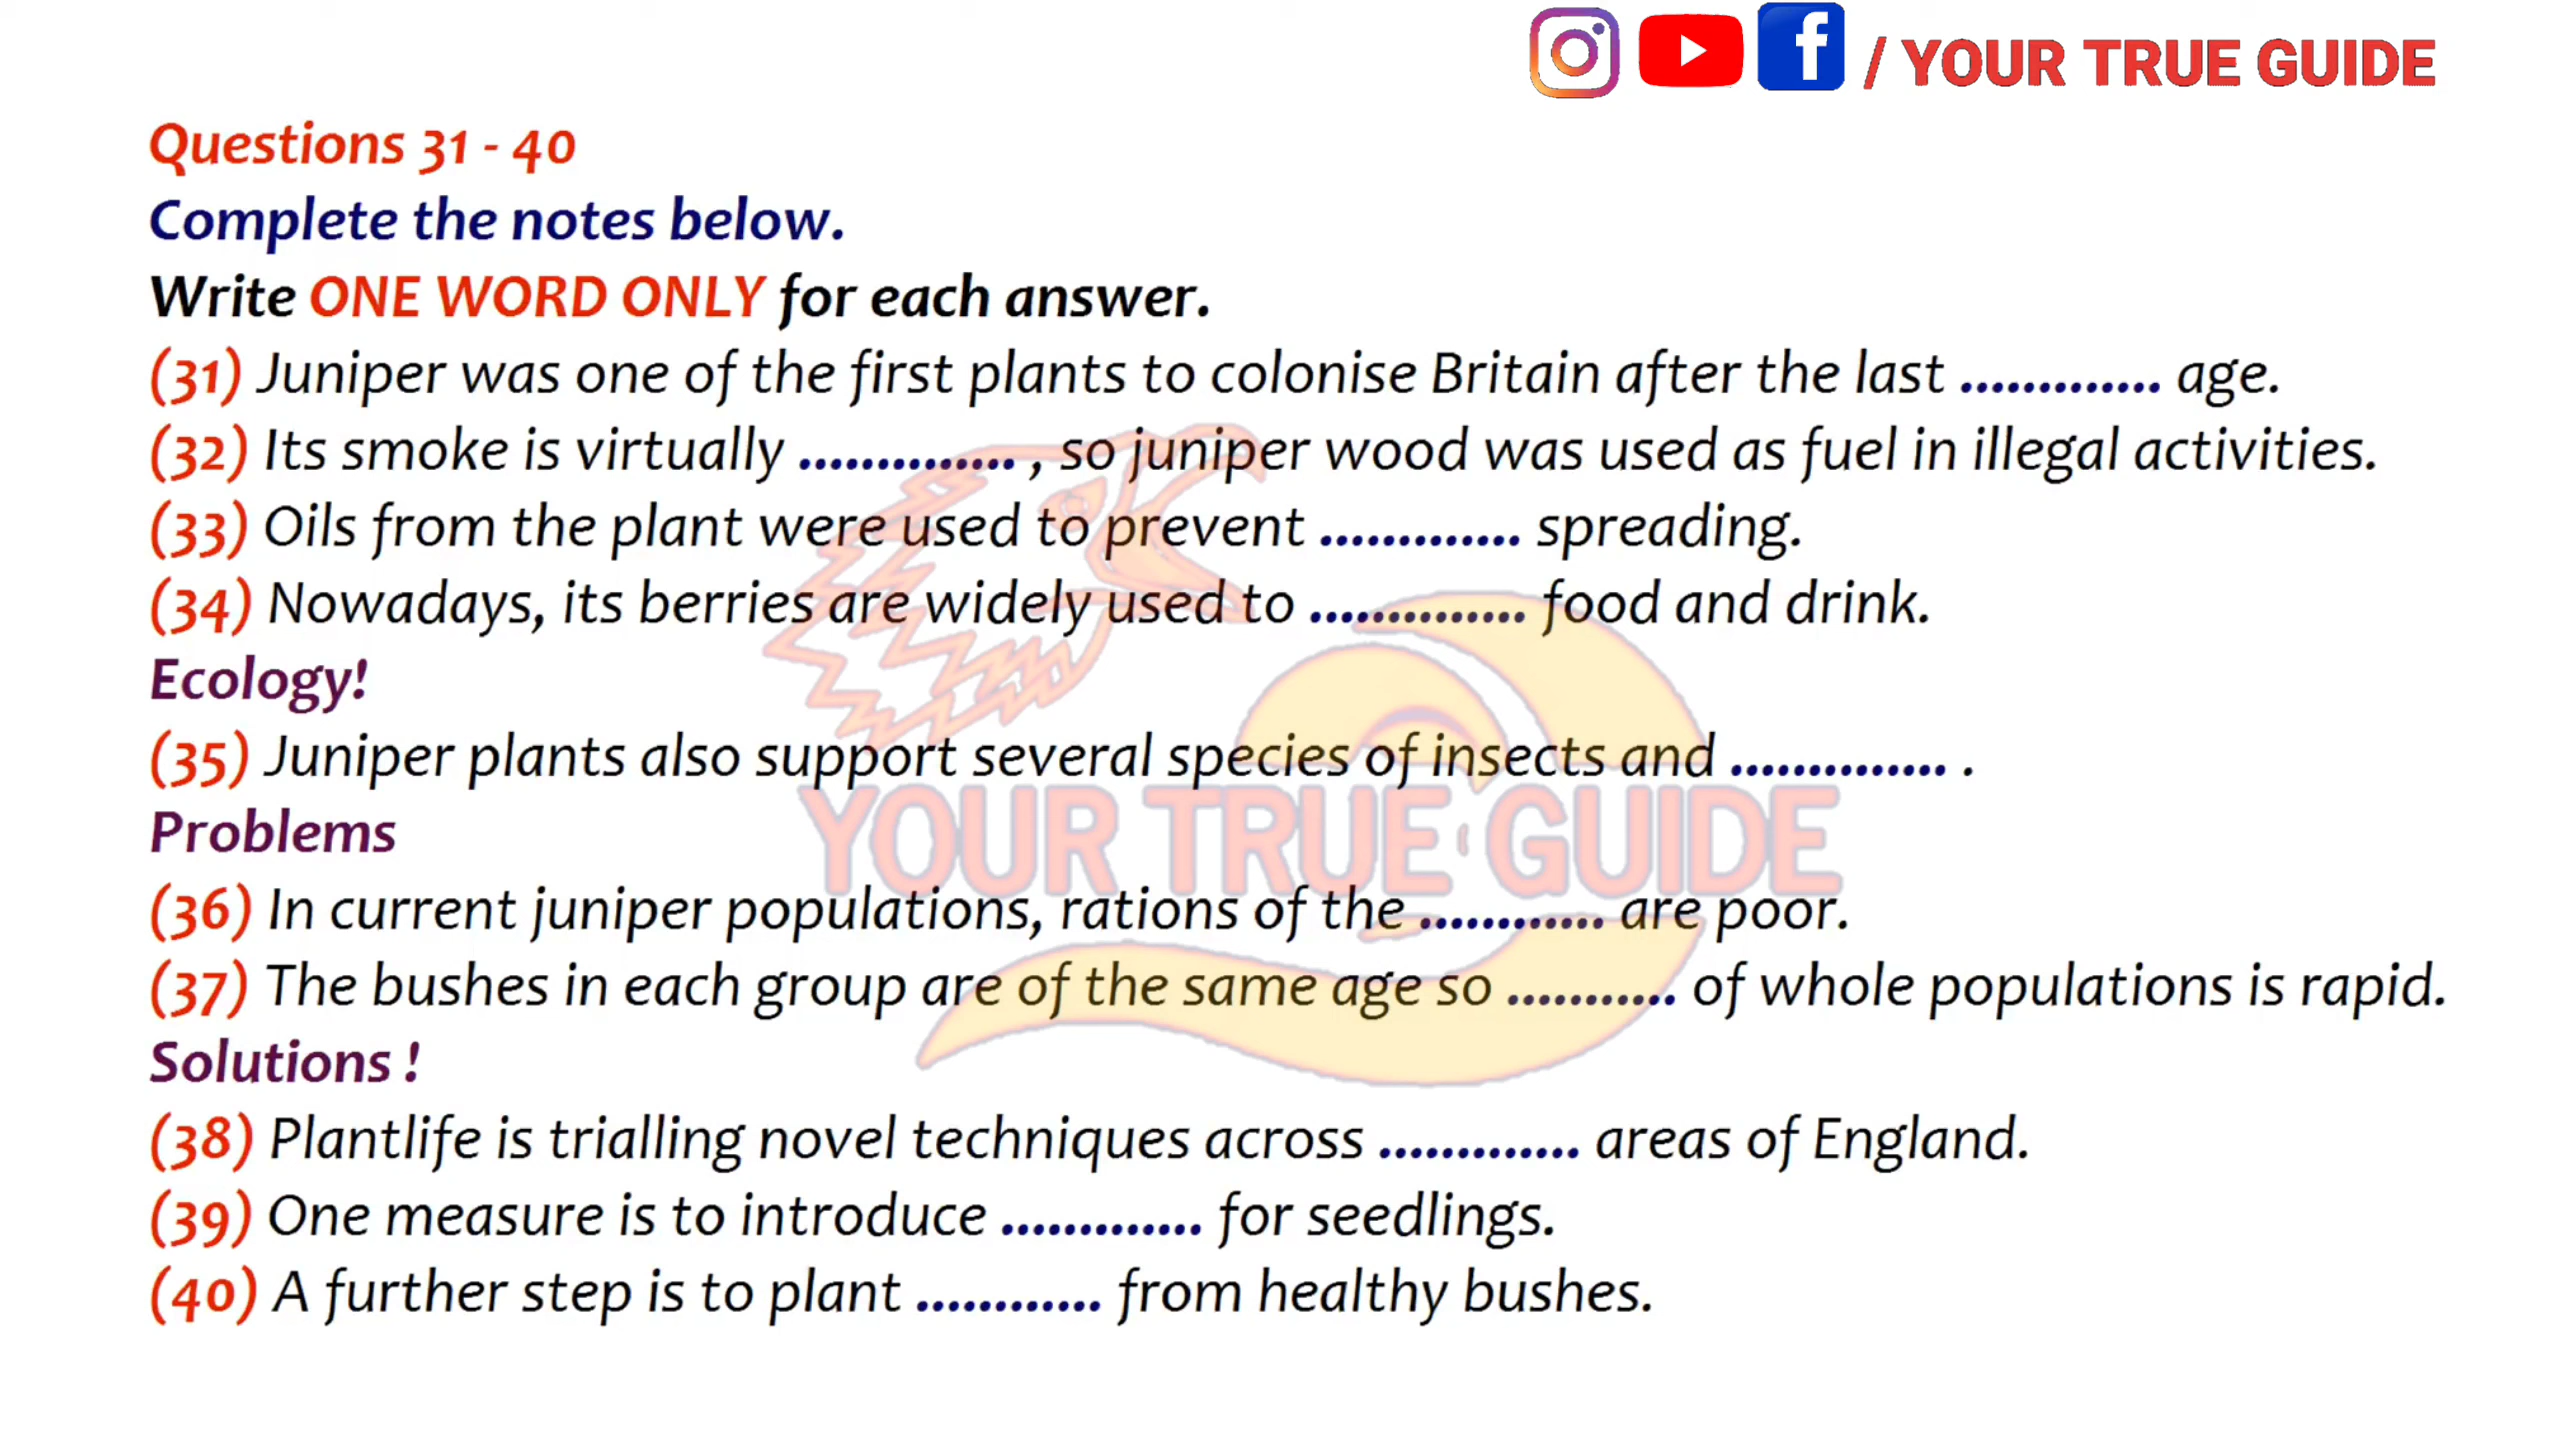 / YOUR TRUE GUIDE
Questions 31 - 40
Complete the notes below.
Write ONE WORD ONLY for each answer.
(31) Juniper was one of the first plants to colonise Britain after the last ............. age.
(32) Its smoke is virtually .............. , so juniper wood was used as fuel in illegal activities.
(33) Oils from the plant were used to prevent ............. spreading.
(34) Nowadays, its berries are widely used to .............. food and drink.
Ecology!
(35) Juniper plants also support several species of insects and .............. .
YOUR TRUE GUIDE
Problems
(36) In current juniper populations, rations of the ............ are poor.
(37) The bushes in each group are of the same age so ........... of whole populations is rapid.
Solutions !
(38) Plantlife is trialling novel techniques across ............. areas of England.
(39) One measure is to introduce ............. for seedlings.
(40) A further step is to plant ............ from healthy bushes.